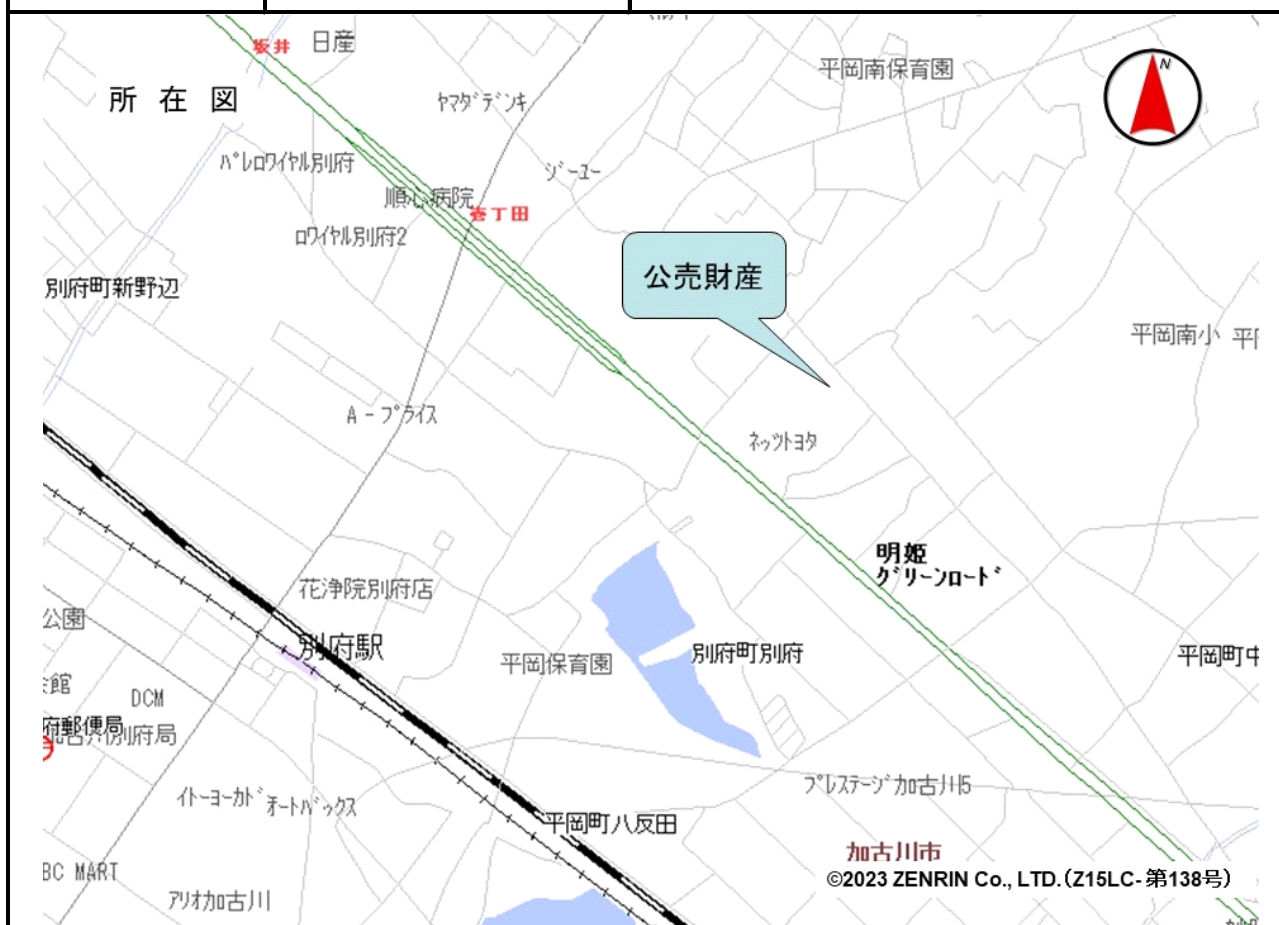 坂井
日産
所 在 図
ヤマダデンキ
平岡南保育園
N
パレロワイヤル別府
ジーユー
順心病院
壱丁田
ロワイヤル別府2
公売財産
別府町新野辺
平岡南小
A-プライス
ネッツトヨタ
明姫
グリーンロード
花浄院別府店
公園
別府駅
平岡保育園
別府町別府
平岡町中
館
DCM
府郵便局
別府局
プレステージ加古川5
イトーヨーカド
オートバックス
平岡町八反田
加古川市
BC MART
©2023 ZENRIN Co., LTD.(Z15LC-第138号)
アリオ加古川